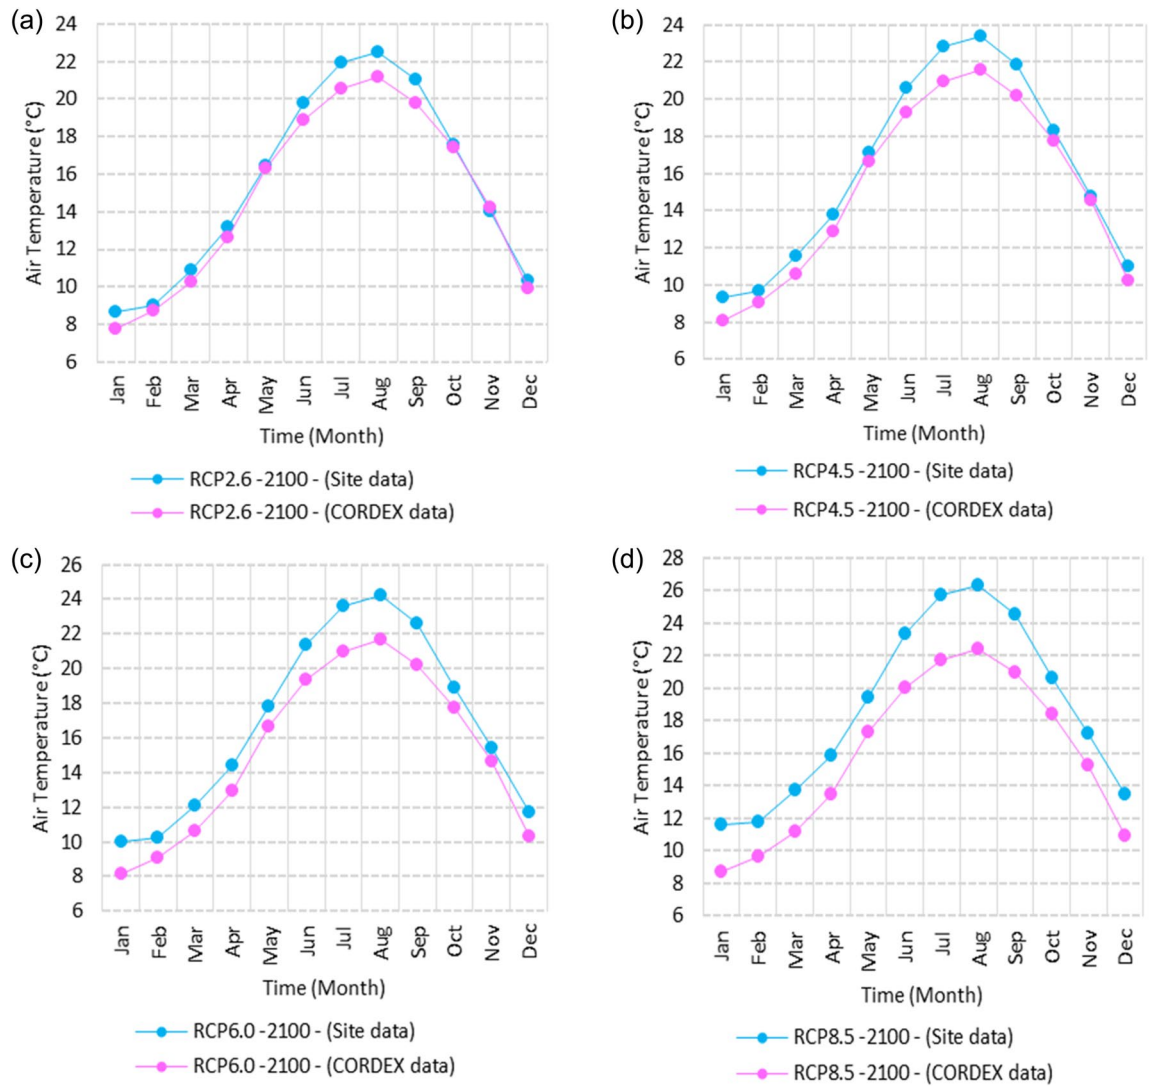 (a)
24
22
20
18
16
14
12
10
8
6
Air Temperature (°C)
Jan
Feb
Mar
Apr
May
Jun
Jul
Aug
Sep
Oct
Nov
Dec
Time (Month)
RCP2.6 -2100 - (Site data)
RCP2.6 -2100 - (CORDEX data)
(b)
24
22
20
18
16
14
12
10
8
6
Air Temperature (°C)
Jan
Feb
Mar
Apr
May
Jun
Jul
Aug
Sep
Oct
Nov
Dec
Time (Month)
RCP4.5 -2100 - (Site data)
RCP4.5 -2100 - (CORDEX data)
(c)
26
24
22
20
18
16
14
12
10
8
6
Air Temperature (°C)
Jan
Feb
Mar
Apr
May
Jun
Jul
Aug
Sep
Oct
Nov
Dec
Time (Month)
RCP6.0 -2100 - (Site data)
RCP6.0 -2100 - (CORDEX data)
(d)
28
26
24
22
20
18
16
14
12
10
8
6
Air Temperature (°C)
Jan
Feb
Mar
Apr
May
Jun
Jul
Aug
Sep
Oct
Nov
Dec
Time (Month)
RCP8.5 -2100 - (Site data)
RCP8.5 -2100 - (CORDEX data)